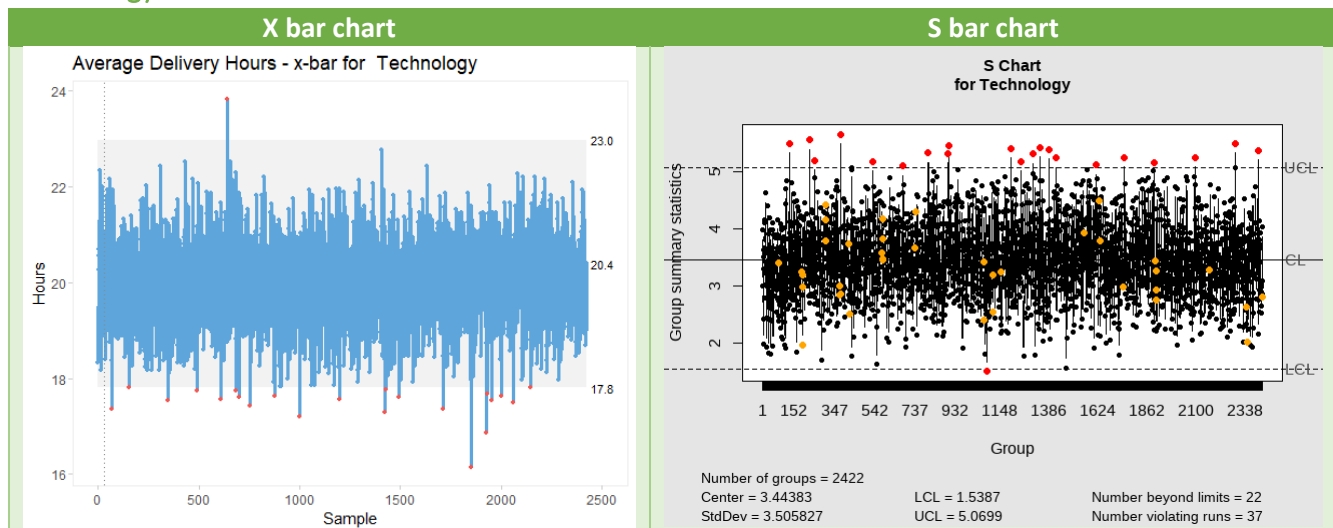 X bar chart
S bar chart
Average Delivery Hours - x-bar for Technology
24
22
20
18
16
Hours
23.0
20.4
17.8
0
500
1000
1500
2000
2500
Sample
S Chart
for Technology
Group summary statistics
5
4
3
2
UCL
CL
LCL
1 152 347 542 737 932 1148 1386 1624 1862 2100 2338
Group
Number of groups = 2422
Center = 3.44383 LCL = 1.5387 Number beyond limits = 22
StdDev = 3.505827 UCL = 5.0699 Number violating runs = 37